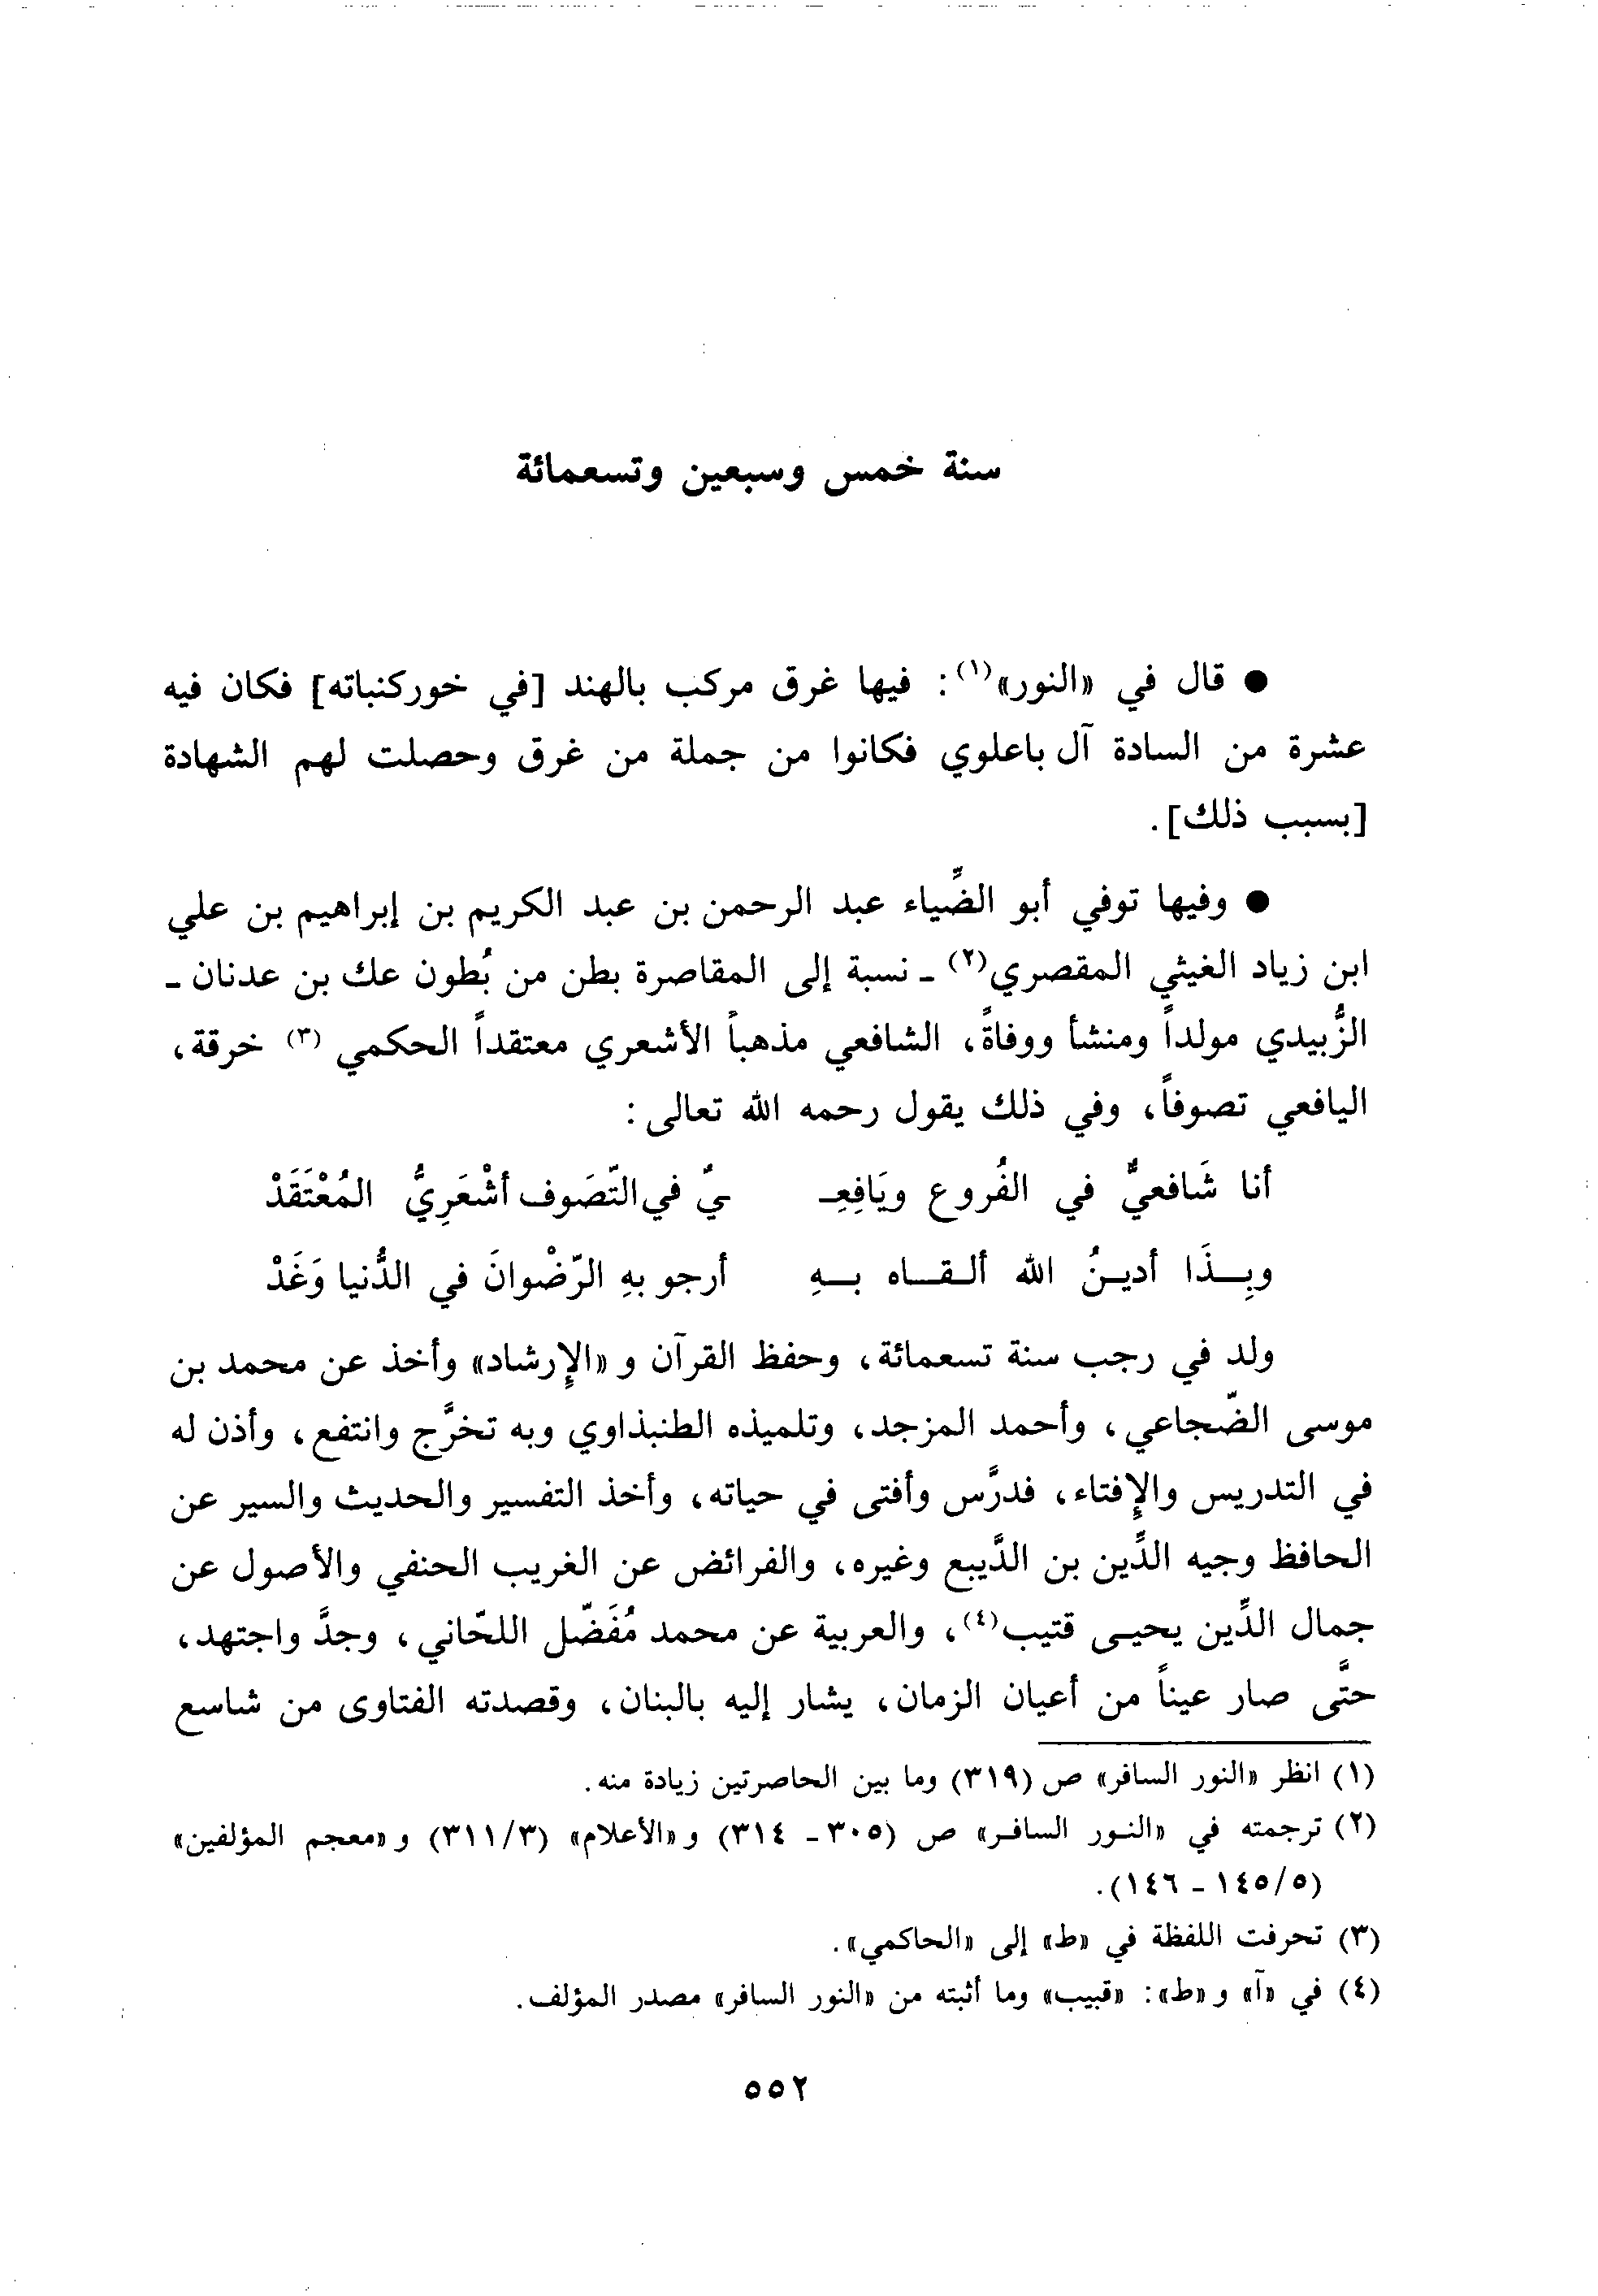 سنة خمس وسبعين وتسعمائة
● قال في «النور»(١): فيها غرق مركب بالهند [في خوركنباته] فكان فيه
عشرة من السادة آل باعلوي فكانوا من جملة من غرق وحصلت لهم الشهادة
[بسبب ذلك].
● وفيها توفي أبو الضِّياء عبد الرحمن بن عبد الكريم بن إبراهيم بن علي
ابن زياد الغيثي المقصري(٢) ـ نسبة إلى المقاصرة بطن من بُطون عك بن عدنان ـ
الزُّبيدي مولداً ومنشأ ووفاةً، الشافعي مذهباً الأشعري معتقداً الحكمي (٣) خرقة،
اليافعي تصوفاً، وفي ذلك يقول رحمه الله تعالى:
أنا شَافعيٌّ في الفُروع ويَافِعِـ ـيٌ في التّصَوف أشْعَرِيُّ المُعْتَقَدْ
وبِـــذَا أديــنُ الله ألـقـــاه بـــهِ أرجو بهِ الرّضْوانَ في الدُّنيا وَغَدْ
ولد في رجب سنة تسعمائة، وحفظ القرآن و «الإرشاد» وأخذ عن محمد بن
موسى الضّجاعي، وأحمد المزجد، وتلميذه الطنبذاوي وبه تخرَّج وانتفع، وأذن له
في التدريس والإفتاء، فدرَّس وأفتى في حياته، وأخذ التفسير والحديث والسير عن
الحافظ وجيه الدِّين بن الدَّيبع وغيره، والفرائض عن الغريب الحنفي والأصول عن
جمال الدِّين يحيـى قتيب(٤)، والعربية عن محمد مُفَضّل اللحّاني، وجدَّ واجتهد،
حتَّى صار عيناً من أعيان الزمان، يشار إليه بالبنان، وقصدته الفتاوى من شاسع
(١) انظر «النور السافر» ص (٣١٩) وما بين الحاصرتين زيادة منه.
(٢) ترجمته في «النـور السافـر» ص (٣٠٥ ـ ٣١٤) و «الأعلام» (٣١١/٣) و «معجم المؤلفين»
(١٤٥/٥ ـ ١٤٦).
(٣) تحرفت اللفظة في «ط» إلى «الحاكمي».
(٤) في «آ» و «ط»: «قبيب» وما أثبته من «النور السافر» مصدر المؤلف.
٥٥٢